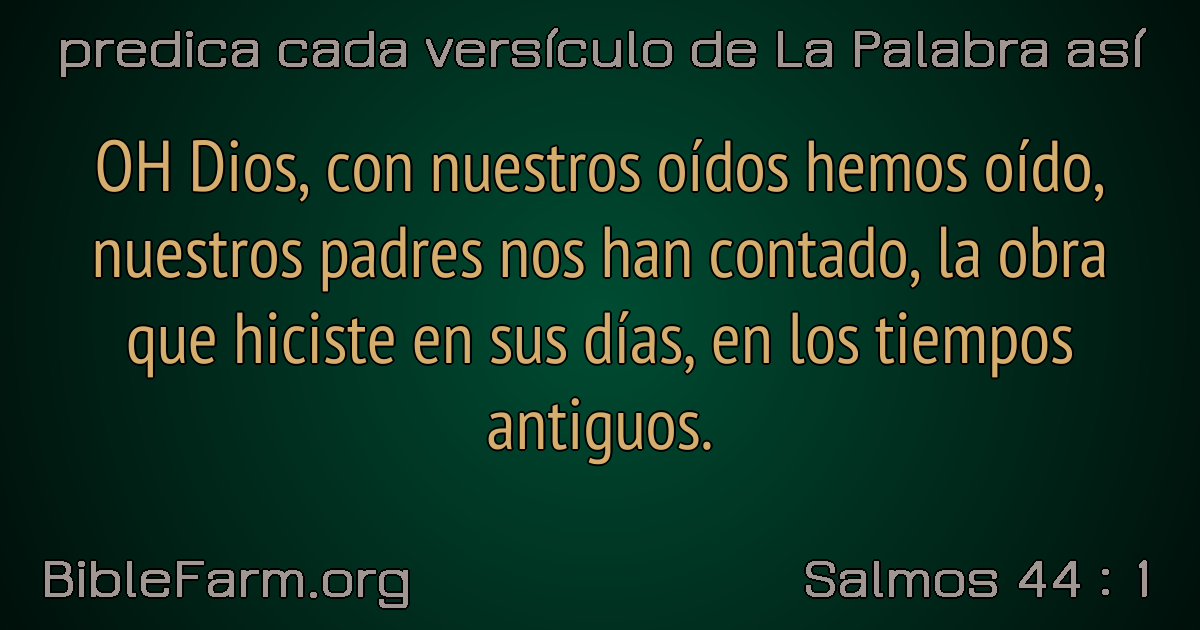 predica cada versículo de La Palabra así
OH Dios, con nuestros oídos hemos oído,
nuestros padres nos han contado, la obra
que hiciste en sus días, en los tiempos
antiguos.
BibleFarm.org
Salmos 44 : 1